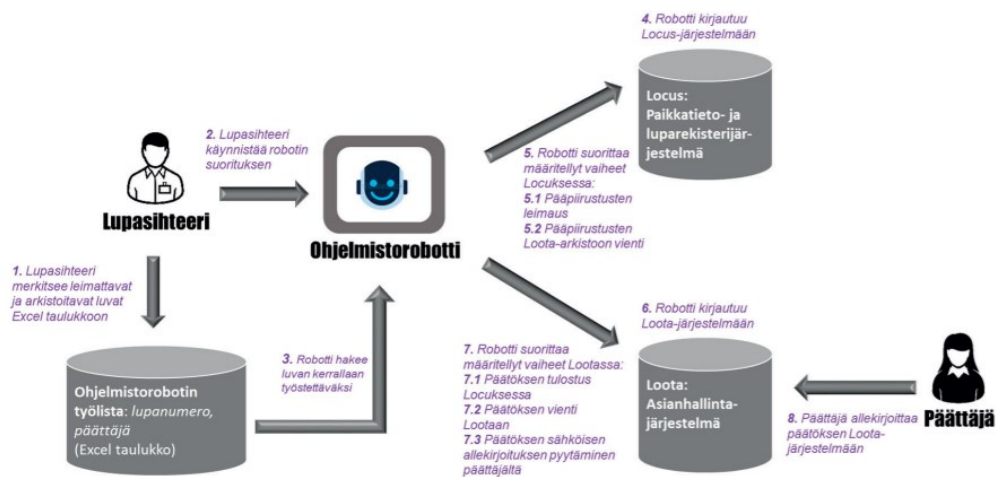 4. Robotti kirjautuu
Locus-järjestelmään
Locus:
Paikkatieto- ja
luparekisterijär-
jestelmä
2. Lupasihteeri
käynnistää robotin
suorituksen
5. Robotti suorittaa
määritellyt vaiheet
Locuksessa:
5.1 Pääpiirustusten
leimaus
5.2 Pääpiirustusten
Loota-arkistoon vienti
Lupasihteeri
Ohjelmistorobotti
1. Lupasihteeri
merkitsee leimattavat
ja arkistoitavat luvat
Excel taulukkoon
3. Robotti hakee
luvan kerrallaan
työstettäväksi
Ohjelmistorobotin
työlista: lupanumero,
päättäjä
(Excel taulukko)
6. Robotti kirjautuu
Loota-järjestelmään
7. Robotti suorittaa
määritellyt vaiheet Lootassa:
7.1 Päätöksen tulostus
Locuksessa
7.2 Päätöksen vienti
Lootaan
7.3 Päätöksen sähköisen
allekirjoituksen pyytäminen
päättäjältä
Loota:
Asianhallinta-
järjestelmä
8. Päättäjä allekirjoittaa
päätöksen Loota-
järjestelmään
Päättäjä